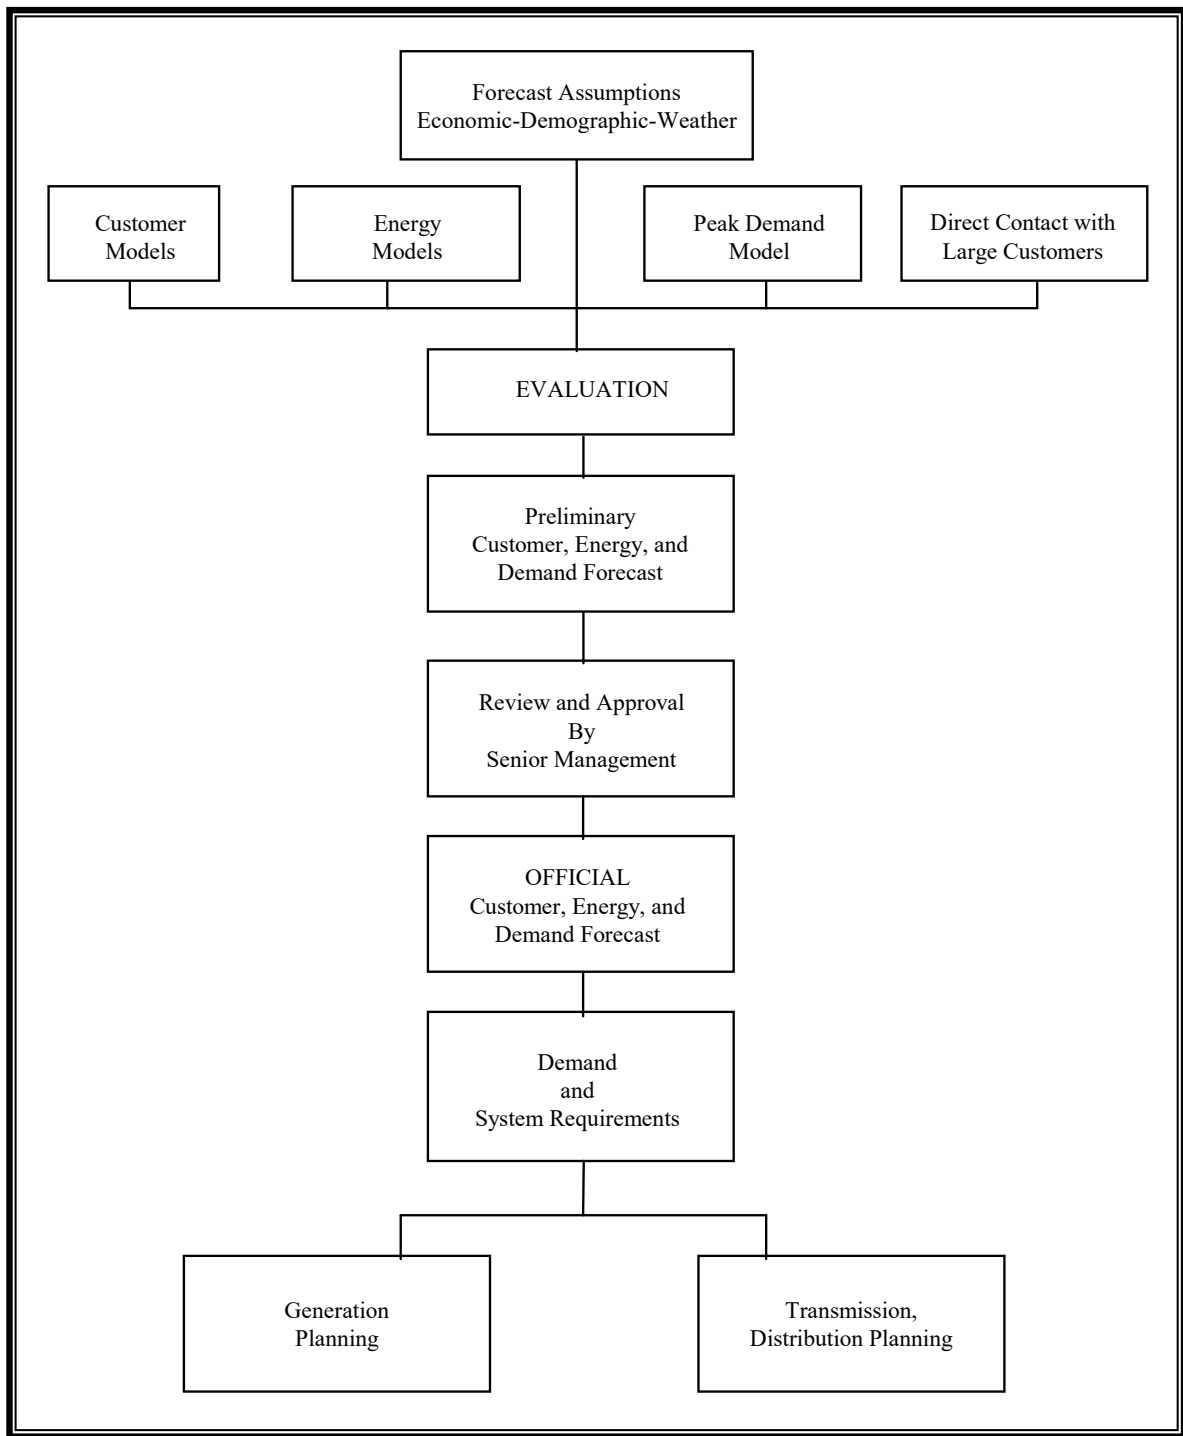 Forecast Assumptions
Economic-Demographic-Weather
Customer
Models
Energy
Models
Peak Demand
Model
Direct Contact with
Large Customers
EVALUATION
Preliminary
Customer, Energy, and
Demand Forecast
Review and Approval
By
Senior Management
OFFICIAL
Customer, Energy, and
Demand Forecast
Demand
and
System Requirements
Generation
Planning
Transmission,
Distribution Planning